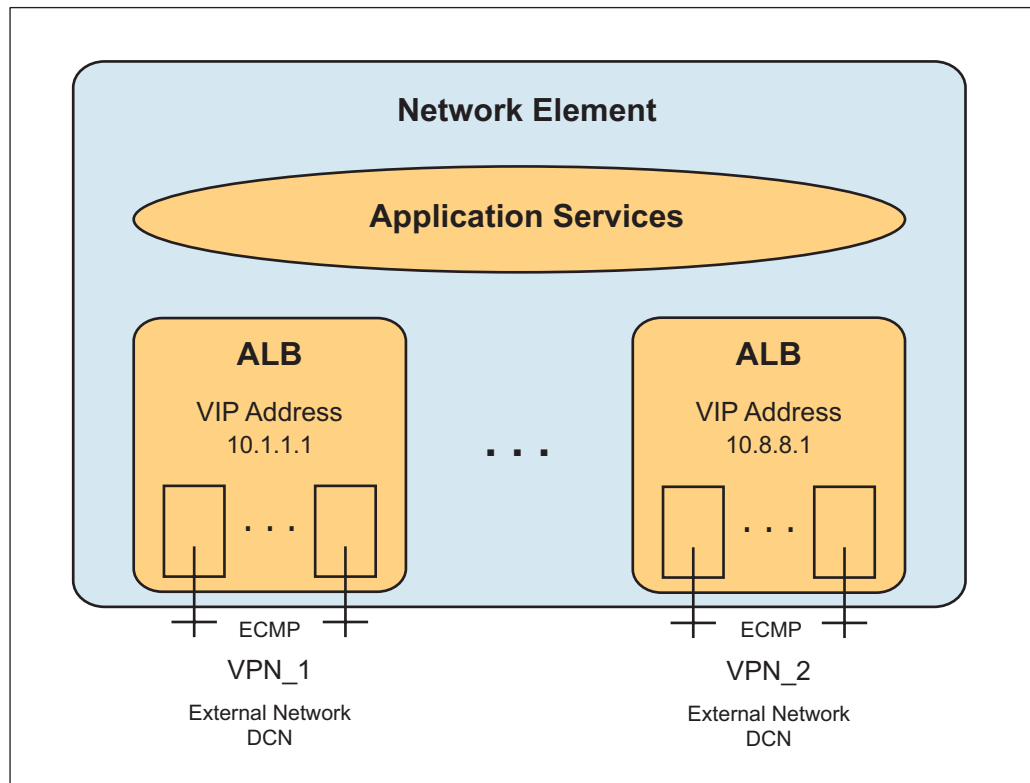 Network Element
Application Services
ALB
VIP Address
10.1.1.1
. . .
ECMP
VPN_1
External Network
DCN
. . .
ALB
VIP Address
10.8.8.1
. . .
ECMP
VPN_2
External Network
DCN